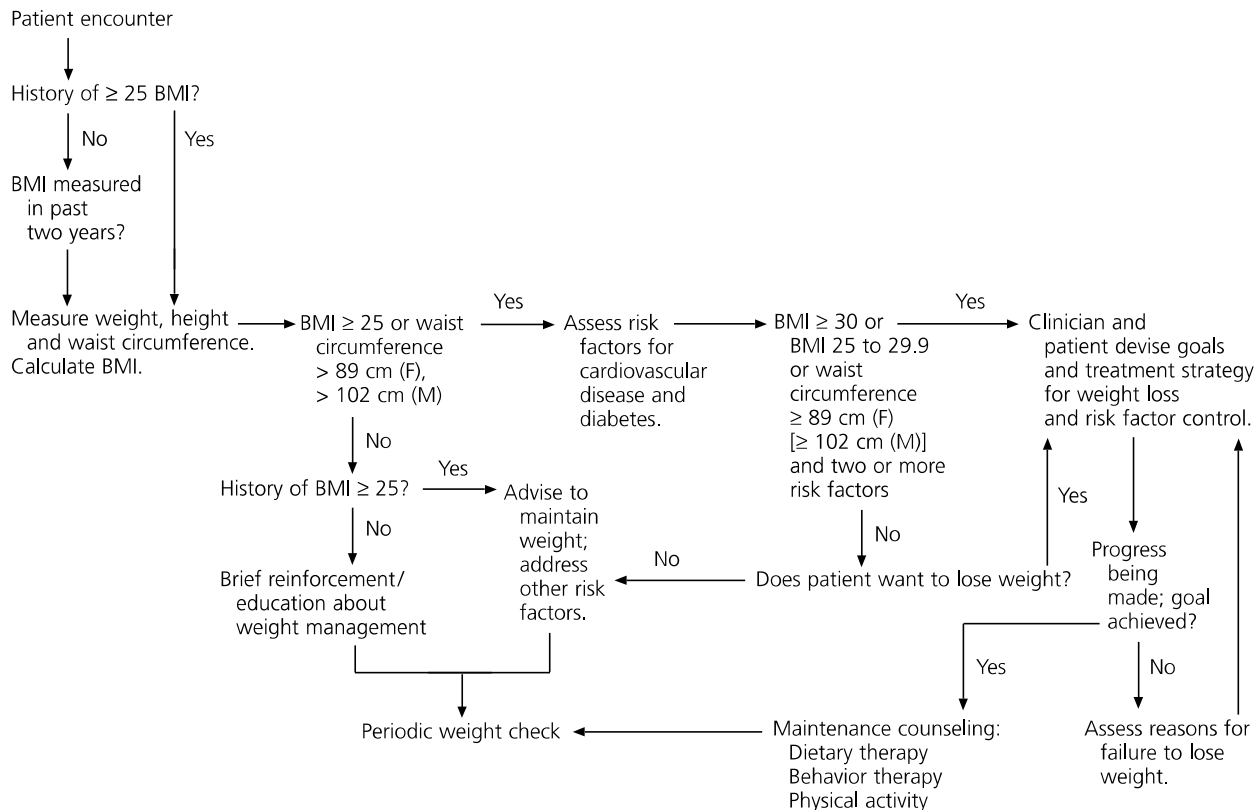 Patient encounter
History of ≥ 25 BMI?
No
Yes
BMI measured
in past
two years?
Measure weight, height
and waist circumference.
Calculate BMI.
BMI ≥ 25 or waist
circumference
> 89 cm (F),
> 102 cm (M)
Yes
Assess risk
factors for
cardiovascular
disease and
diabetes.
BMI ≥ 30 or
BMI 25 to 29.9
or waist
circumference
≥ 89 cm (F)
[≥ 102 cm (M)]
and two or more
risk factors
Yes
Clinician and
patient devise goals
and treatment strategy
for weight loss
and risk factor control.
No
History of BMI ≥ 25?
Yes
Advise to
maintain
weight;
address
other risk
factors.
No
Brief reinforcement/
education about
weight management
No
Does patient want to lose weight?
No
Yes
Progress
being
made; goal
achieved?
Yes
No
Periodic weight check
Maintenance counseling:
Dietary therapy
Behavior therapy
Physical activity
Assess reasons for
failure to lose
weight.